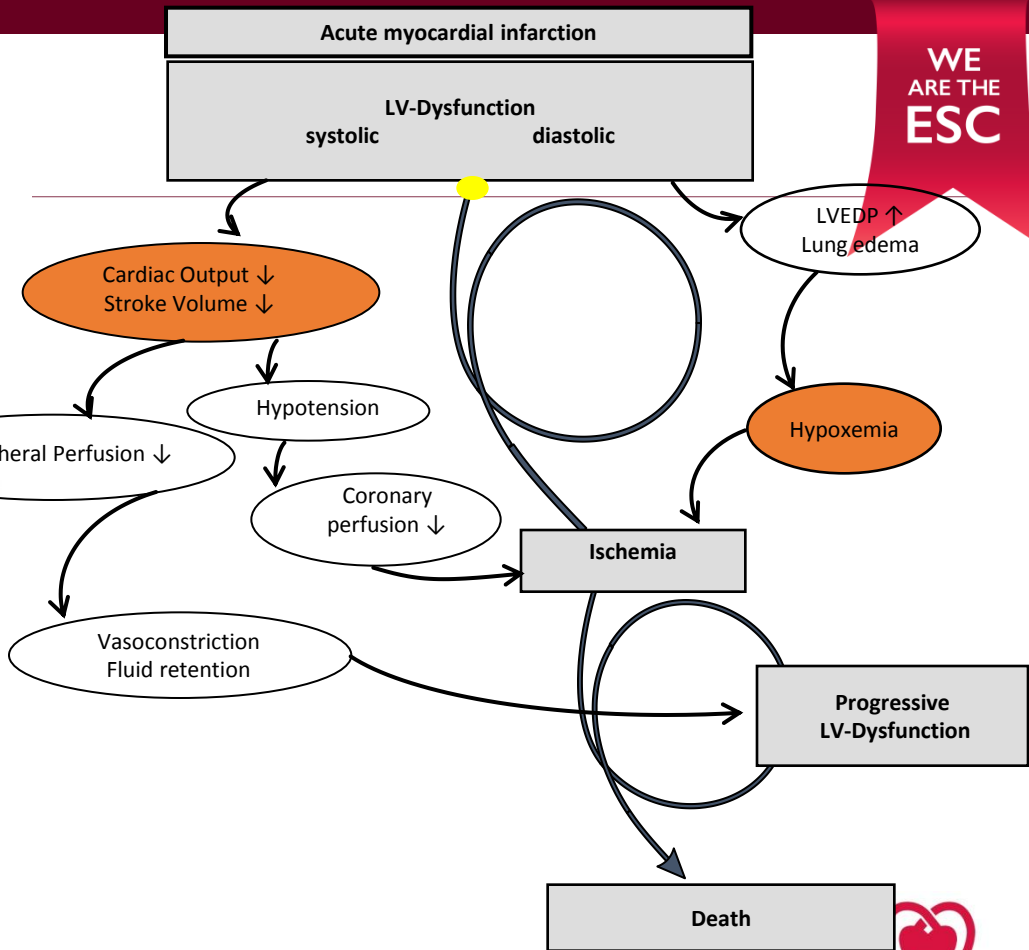 Acute myocardial infarction
WE
ARE THE
ESC
LV-Dysfunction
systolic diastolic
LVEDP ↑
Lung edema
Cardiac Output ↓
Stroke Volume ↓
Hypotension
Hypoxemia
heral Perfusion ↓
Coronary
perfusion ↓
Ischemia
Vasoconstriction
Fluid retention
Progressive
LV-Dysfunction
Death